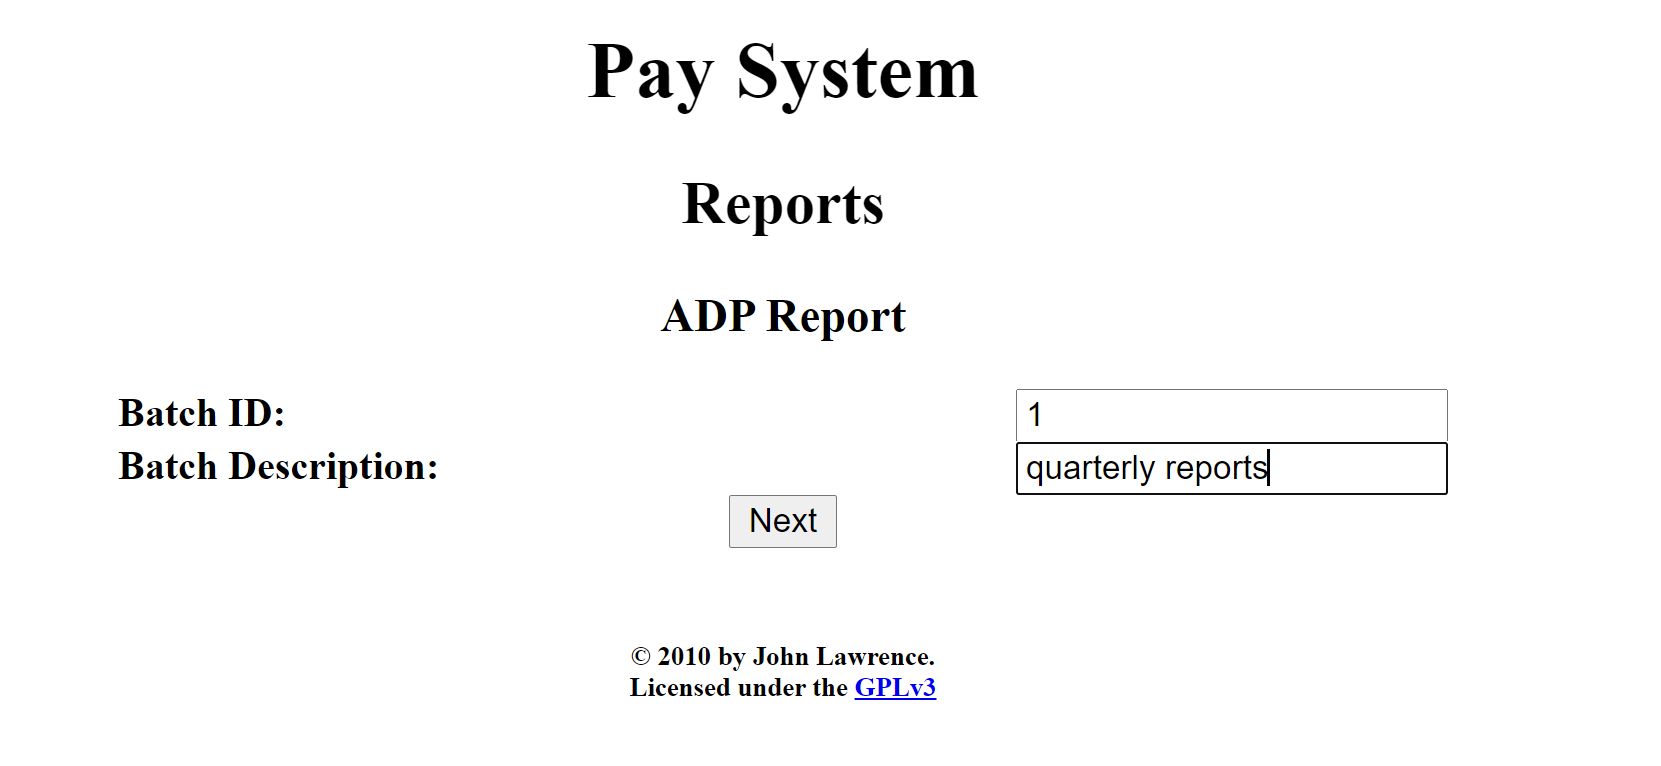 Pay System
Reports
ADP Report
Batch ID: 1
Batch Description: quarterly reports
Next
© 2010 by John Lawrence.
Licensed under the GPLv3